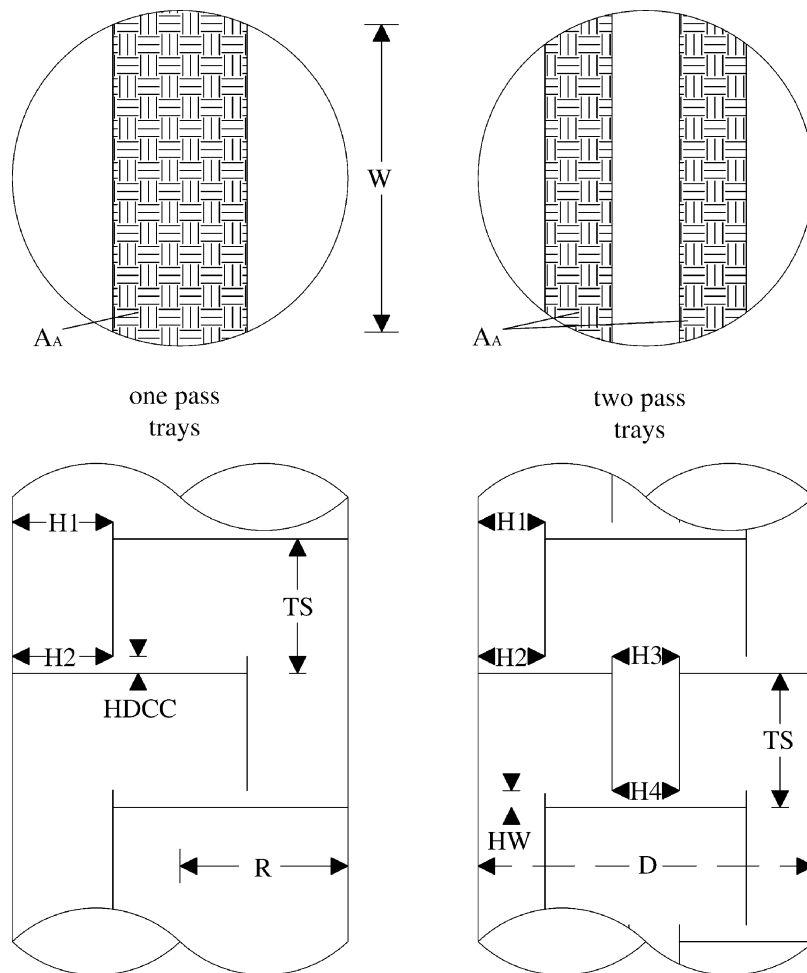 W
AA
AA
one pass
trays
two pass
trays
H1
H1
TS
H2
H2
H3
HDCC
TS
H4
HW
R
D